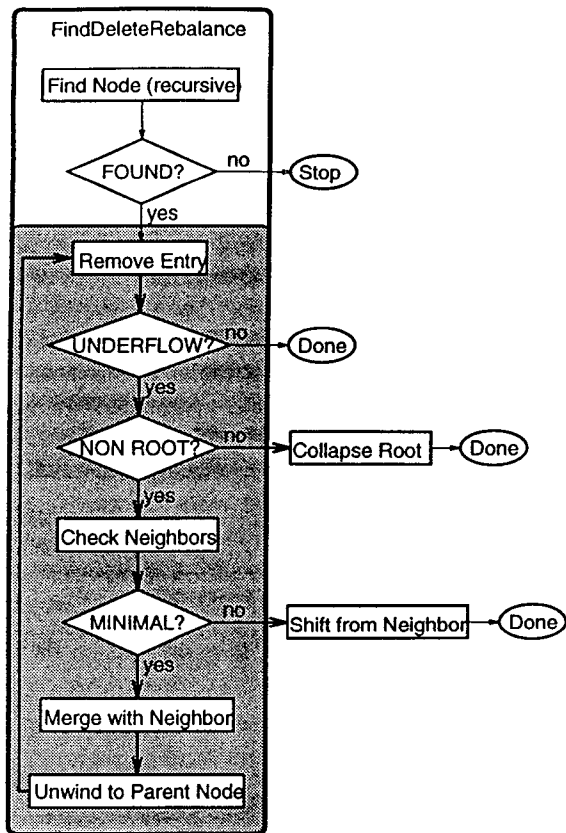 FindDeleteRebalance
Find Node (recursive)
FOUND?
no
Stop
yes
Remove Entry
UNDERFLOW?
no
Done
yes
NON ROOT?
no
Collapse Root
Done
yes
Check Neighbors
MINIMAL?
no
Shift from Neighbor
Done
yes
Merge with Neighbor
Unwind to Parent Node